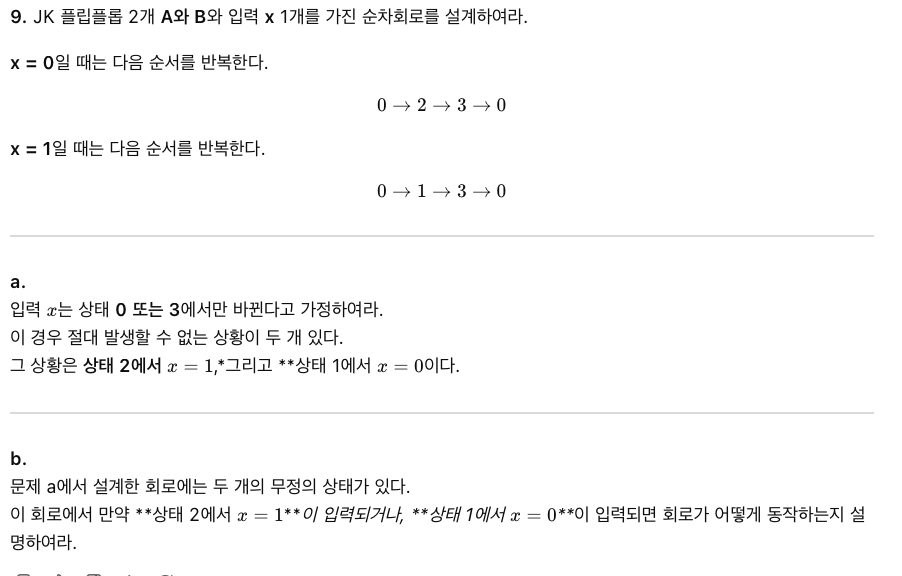 9. JK 플립플롭 2개 A와 B와 입력 x 1개를 가진 순차회로를 설계하여라.
x = 0일 때는 다음 순서를 반복한다.
0 → 2 → 3 → 0
x = 1일 때는 다음 순서를 반복한다.
0 → 1 → 3 → 0
a.
입력 x는 상태 0 또는 3에서만 바뀐다고 가정하여라.
이 경우 절대 발생할 수 없는 상황이 두 개 있다.
그 상황은 상태 2에서 x = 1,*그리고 **상태 1에서 x = 0이다.
b.
문제 a에서 설계한 회로에는 두 개의 무정의 상태가 있다.
이 회로에서 만약 **상태 2에서 x = 1**이 입력되거나, **상태 1에서 x = 0**이 입력되면 회로가 어떻게 동작하는지 설
명하여라.